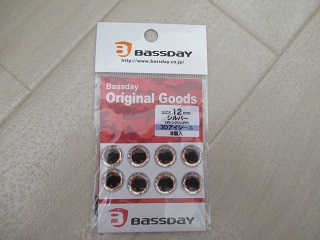 BASSDAY
http://www.bassday.co.jp/
Bassday
Original Goods
SIZE 12mm
シルバー
3Dアイシール
8個入
BASSDAY